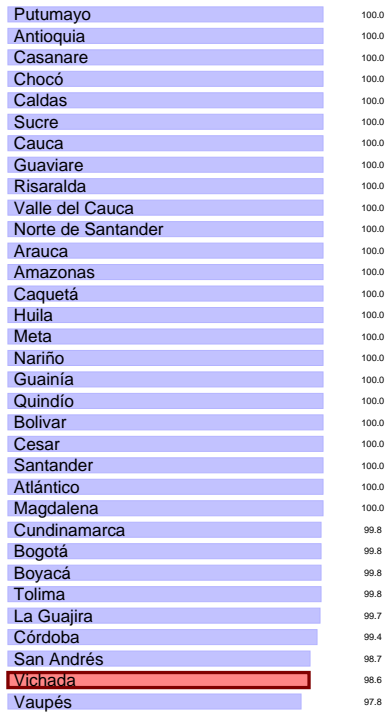 Putumayo 100.0
Antioquia 100.0
Casanare 100.0
Chocó 100.0
Caldas 100.0
Sucre 100.0
Cauca 100.0
Guaviare 100.0
Risaralda 100.0
Valle del Cauca 100.0
Norte de Santander 100.0
Arauca 100.0
Amazonas 100.0
Caquetá 100.0
Huila 100.0
Meta 100.0
Nariño 100.0
Guainía 100.0
Quindío 100.0
Bolivar 100.0
Cesar 100.0
Santander 100.0
Atlántico 100.0
Magdalena 100.0
Cundinamarca 99.8
Bogotá 99.8
Boyacá 99.8
Tolima 99.8
La Guajira 99.7
Córdoba 99.4
San Andrés 98.7
Vichada 98.6
Vaupés 97.8